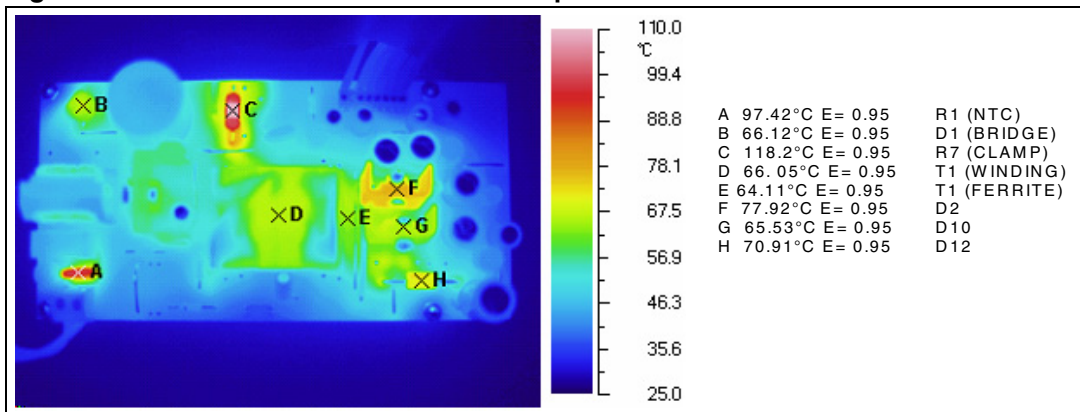 B
C
F
D
E
G
A
H
110.0
°C
99.4
88.8
78.1
67.5
56.9
46.3
35.6
25.0
A 97.42°C E= 0.95 R1 (NTC)
B 66.12°C E= 0.95 D1 (BRIDGE)
C 118.2°C E= 0.95 R7 (CLAMP)
D 66. 05°C E= 0.95 T1 (WINDING)
E 64.11°C E= 0.95 T1 (FERRITE)
F 77.92°C E= 0.95 D2
G 65.53°C E= 0.95 D10
H 70.91°C E= 0.95 D12